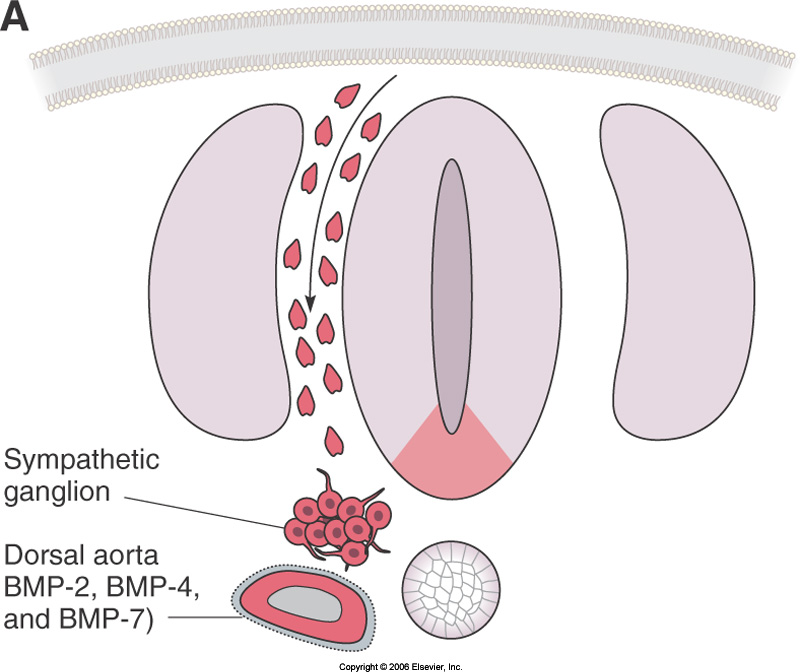 A
Sympathetic
ganglion
Dorsal aorta
BMP-2, BMP-4,
and BMP-7)
Copyright © 2006 Elsevier, Inc.